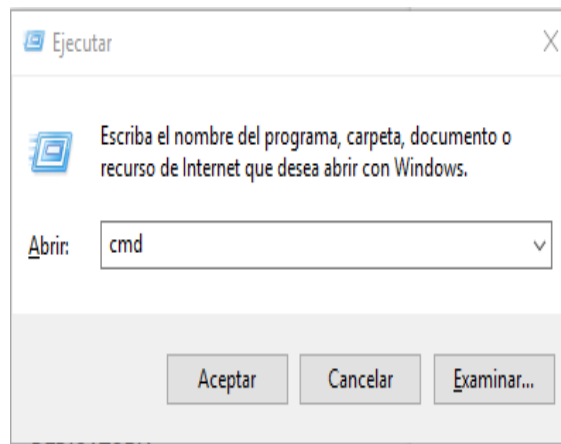 Ejecutar
Escriba el nombre del programa, carpeta, documento o
recurso de Internet que desea abrir con Windows.
Abrir: cmd
Aceptar Cancelar Examinar...